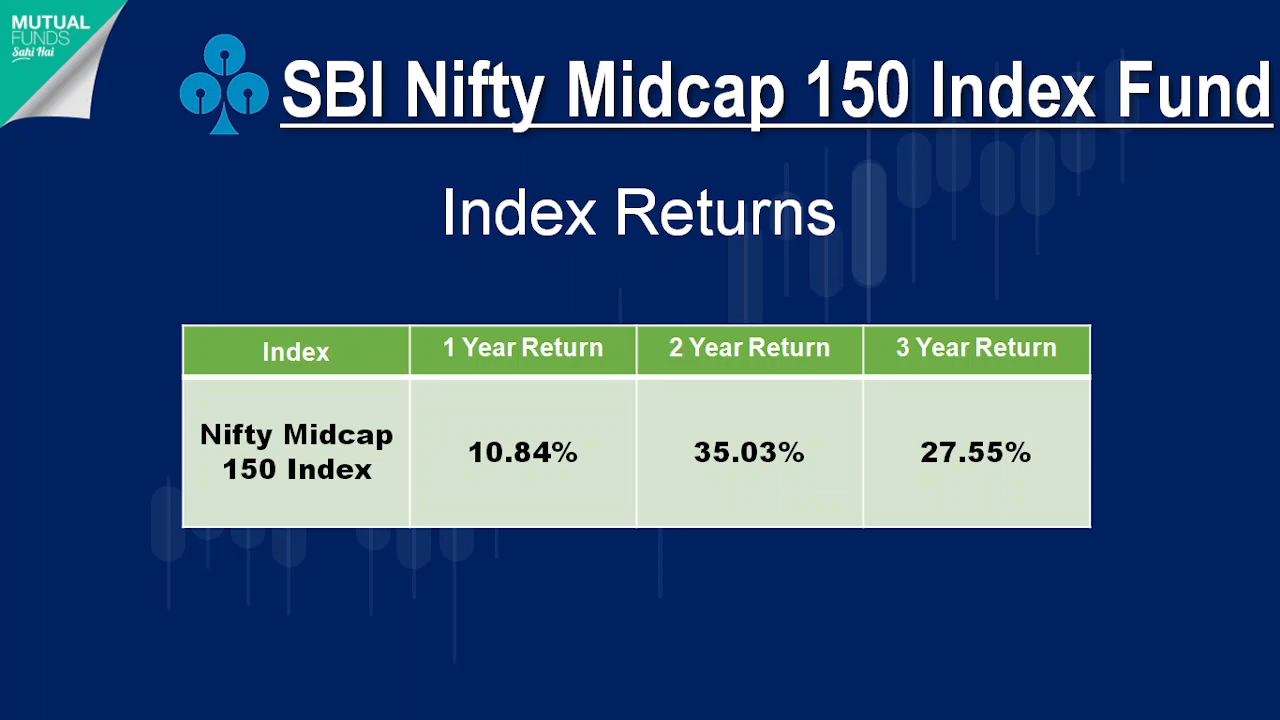 MUTUAL
FUNDS
Sahi Hai
SBI Nifty Midcap 150 Index Fund
Index Returns
Index 1 Year Return 2 Year Return 3 Year Return
Nifty Midcap
150 Index 10.84% 35.03% 27.55%